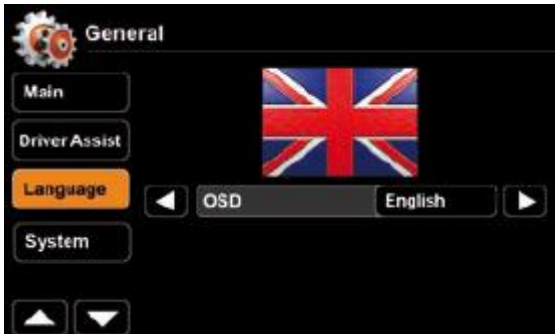 General
Main
Driver Assist
Language
OSD English
System